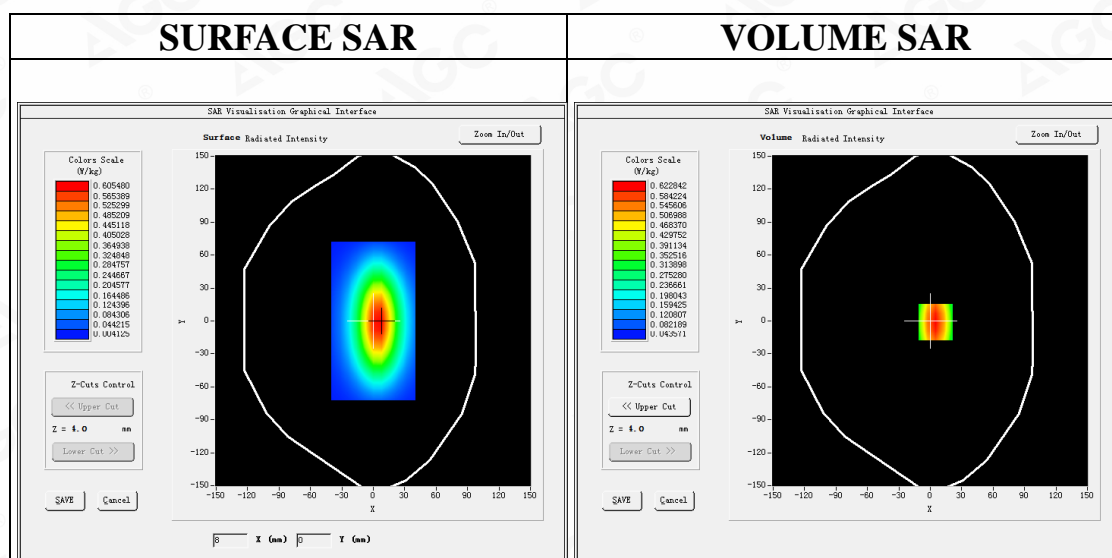 SURFACE SAR
VOLUME SAR
SAR Visualisation Graphical Interface
Surface Radiated Intensity
Zoom In/Out
Colors Scale
(W/kg)
0.605480
0.565389
0.525299
0.485209
0.445118
0.405028
0.364938
0.324848
0.284757
0.244667
0.204577
0.164486
0.124396
0.084306
0.044215
0.004125
150
120
90
60
30
0
-30
-60
-90
-120
-150
Y
-150 -120 -90 -60 -30 0 30 60 90 120 150
X
Z-Cuts Control
<< Upper Cut
Z = 4.0 mm
Lower Cut >>
SAVE Cancel
8 X (mm) 0 Y (mm)
SAR Visualisation Graphical Interface
Volume Radiated Intensity
Zoom In/Out
Colors Scale
(W/kg)
0.622842
0.584224
0.545606
0.506988
0.468370
0.429752
0.391134
0.352516
0.313898
0.275280
0.236661
0.198043
0.159425
0.120807
0.082189
0.043571
150
120
90
60
30
0
-30
-60
-90
-120
-150
Y
-150 -120 -90 -60 -30 0 30 60 90 120 150
X
Z-Cuts Control
<< Upper Cut
Z = 4.0 mm
Lower Cut >>
SAVE Cancel